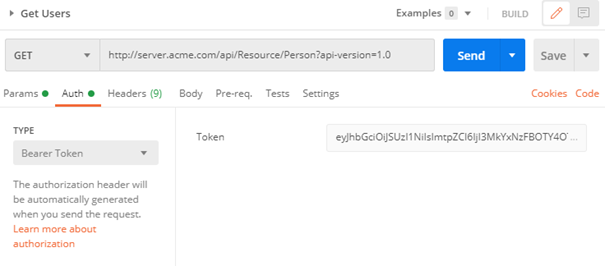 Get Users
Examples 0
BUILD
GET
http://server.acme.com/api/Resource/Person?api-version=1.0
Send
Save
Params
Auth
Headers (9)
Body
Pre-req.
Tests
Settings
Cookies
Code
TYPE
Bearer Token
The authorization header will
be automatically generated
when you send the request.
Learn more about
authorization
Token